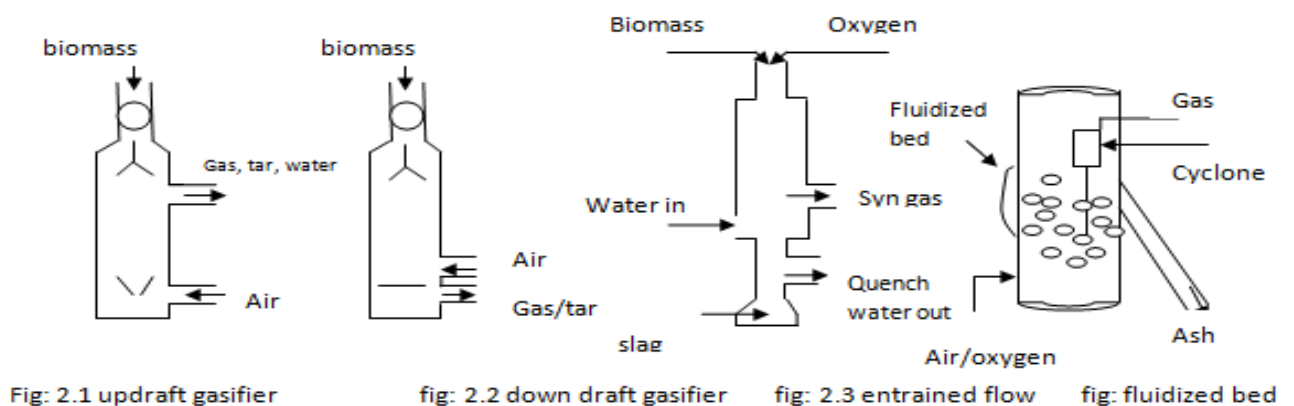 biomass
Gas, tar, water
Air
biomass
Air
Gas/tar
Biomass
Oxygen
Water in
Syn gas
Quench
water out
slag
Fluidized
bed
Gas
Cyclone
Ash
Air/oxygen
Fig: 2.1 updraft gasifier
fig: 2.2 down draft gasifier
fig: 2.3 entrained flow
fig: fluidized bed